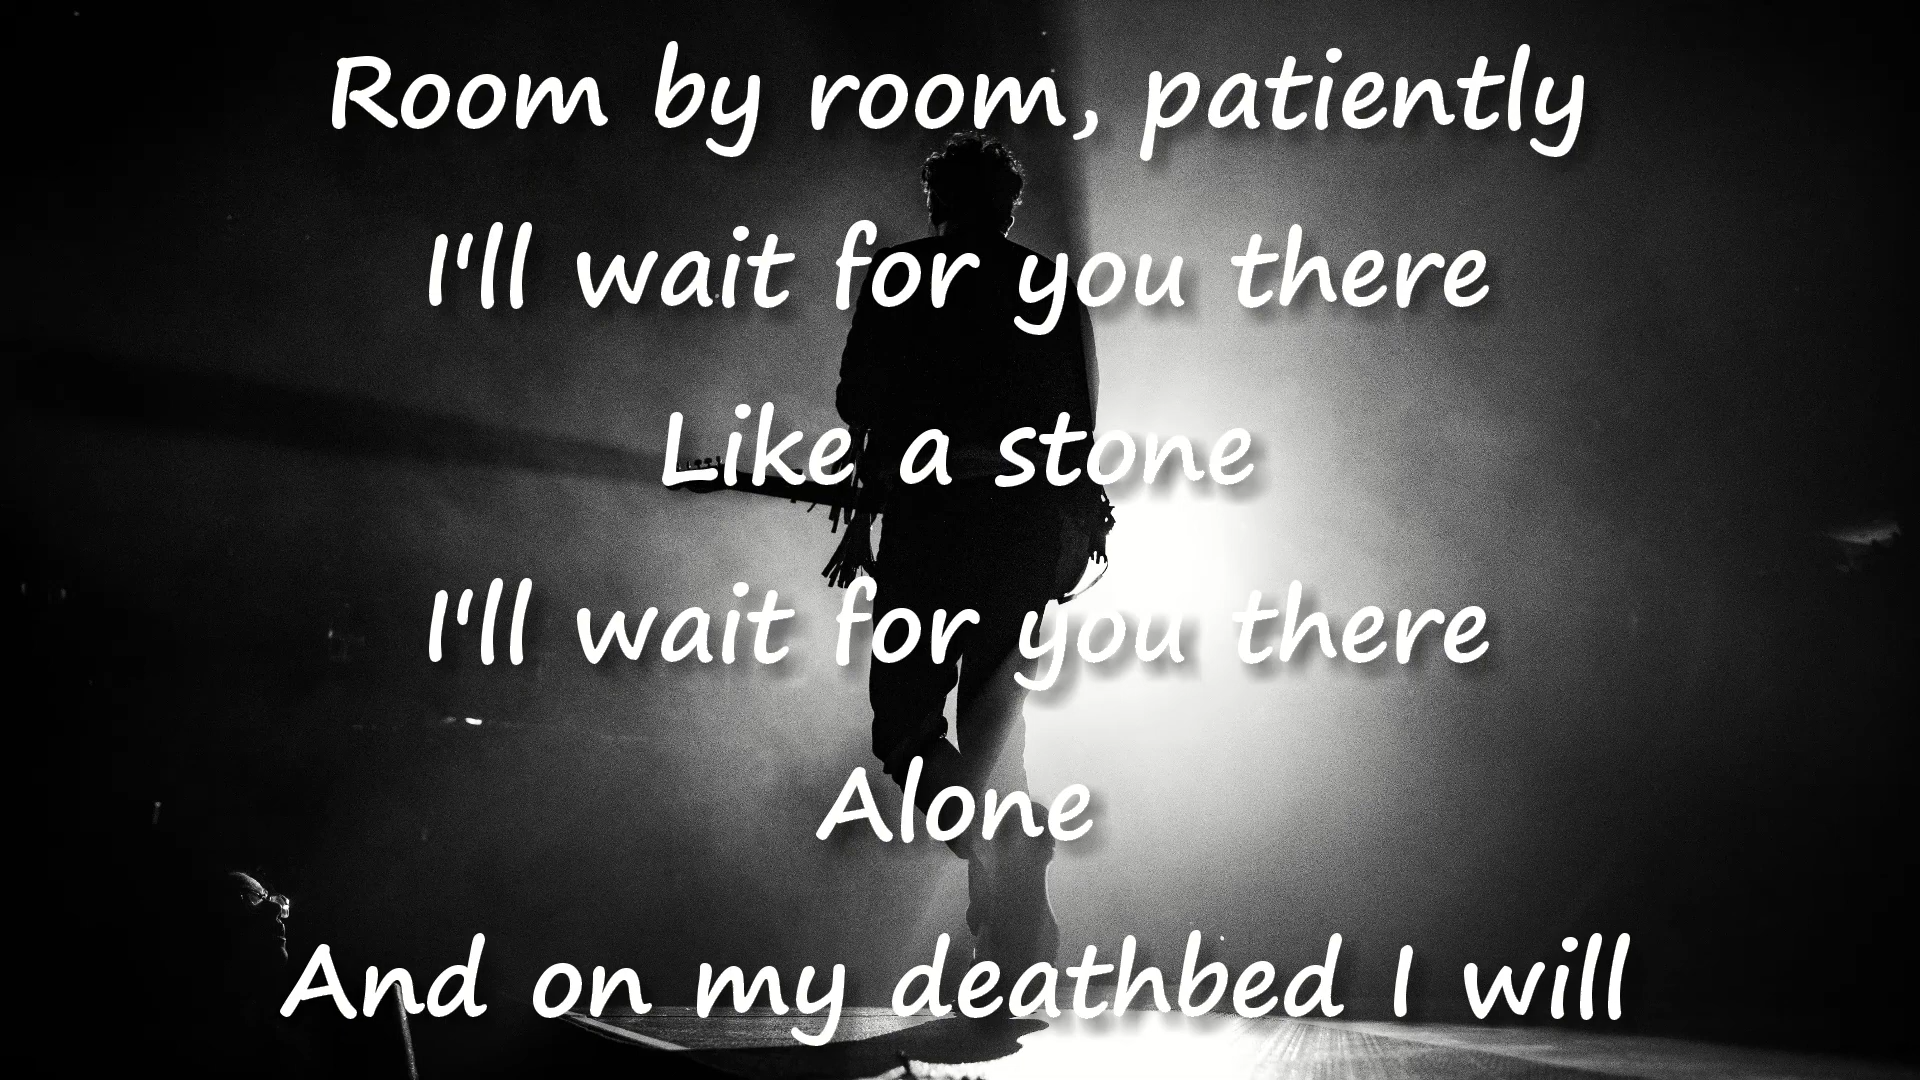 Room by room, patiently
I'll wait for you there
Like a stone
I'll wait for you there
Alone
And on my deathbed I will